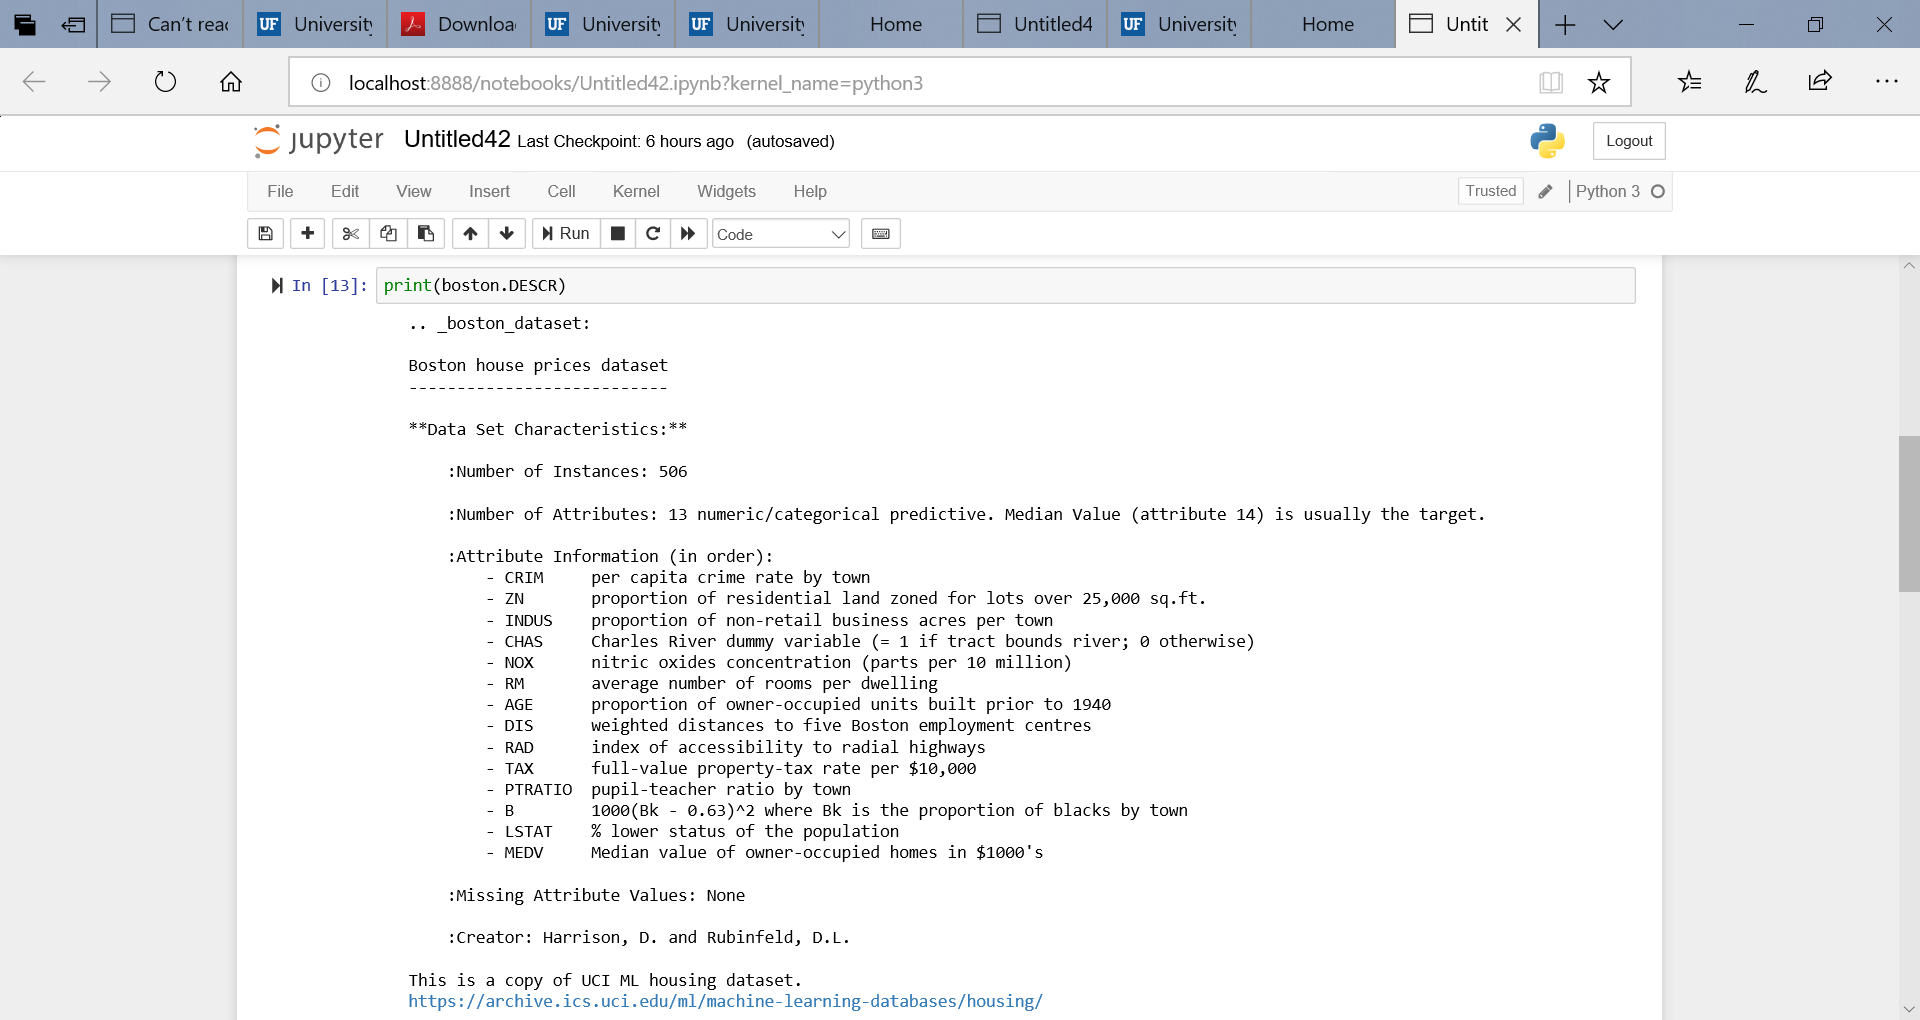 Can't rea
UF University
Downloa
UF University
UF University
Home
Untitled4
UF University
Home
Untit
localhost:8888/notebooks/Untitled42.ipynb?kernel_name=python3
jupyter Untitled42 Last Checkpoint: 6 hours ago (autosaved)
Logout
File Edit View Insert Cell Kernel Widgets Help
Trusted
Python 3
Run
Code
In [13]: print(boston.DESCR)
.. _boston_dataset:
Boston house prices dataset
---------------------------
**Data Set Characteristics:**
:Number of Instances: 506
:Number of Attributes: 13 numeric/categorical predictive. Median Value (attribute 14) is usually the target.
:Attribute Information (in order):
- CRIM     per capita crime rate by town
- ZN       proportion of residential land zoned for lots over 25,000 sq.ft.
- INDUS    proportion of non-retail business acres per town
- CHAS     Charles River dummy variable (= 1 if tract bounds river; 0 otherwise)
- NOX      nitric oxides concentration (parts per 10 million)
- RM       average number of rooms per dwelling
- AGE      proportion of owner-occupied units built prior to 1940
- DIS      weighted distances to five Boston employment centres
- RAD      index of accessibility to radial highways
- TAX      full-value property-tax rate per $10,000
- PTRATIO  pupil-teacher ratio by town
- B        1000(Bk - 0.63)^2 where Bk is the proportion of blacks by town
- LSTAT    % lower status of the population
- MEDV     Median value of owner-occupied homes in $1000's
:Missing Attribute Values: None
:Creator: Harrison, D. and Rubinfeld, D.L.
This is a copy of UCI ML housing dataset.
https://archive.ics.uci.edu/ml/machine-learning-databases/housing/